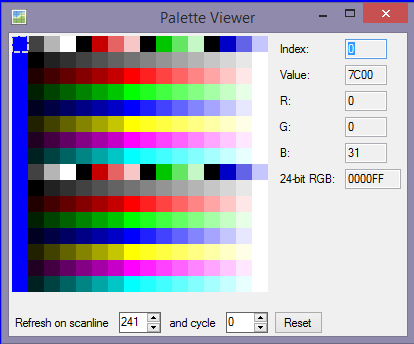 Palette Viewer
Index: 0
Value: 7C00
R: 0
G: 0
B: 31
24-bit RGB: 0000FF
Refresh on scanline 241 and cycle 0 Reset